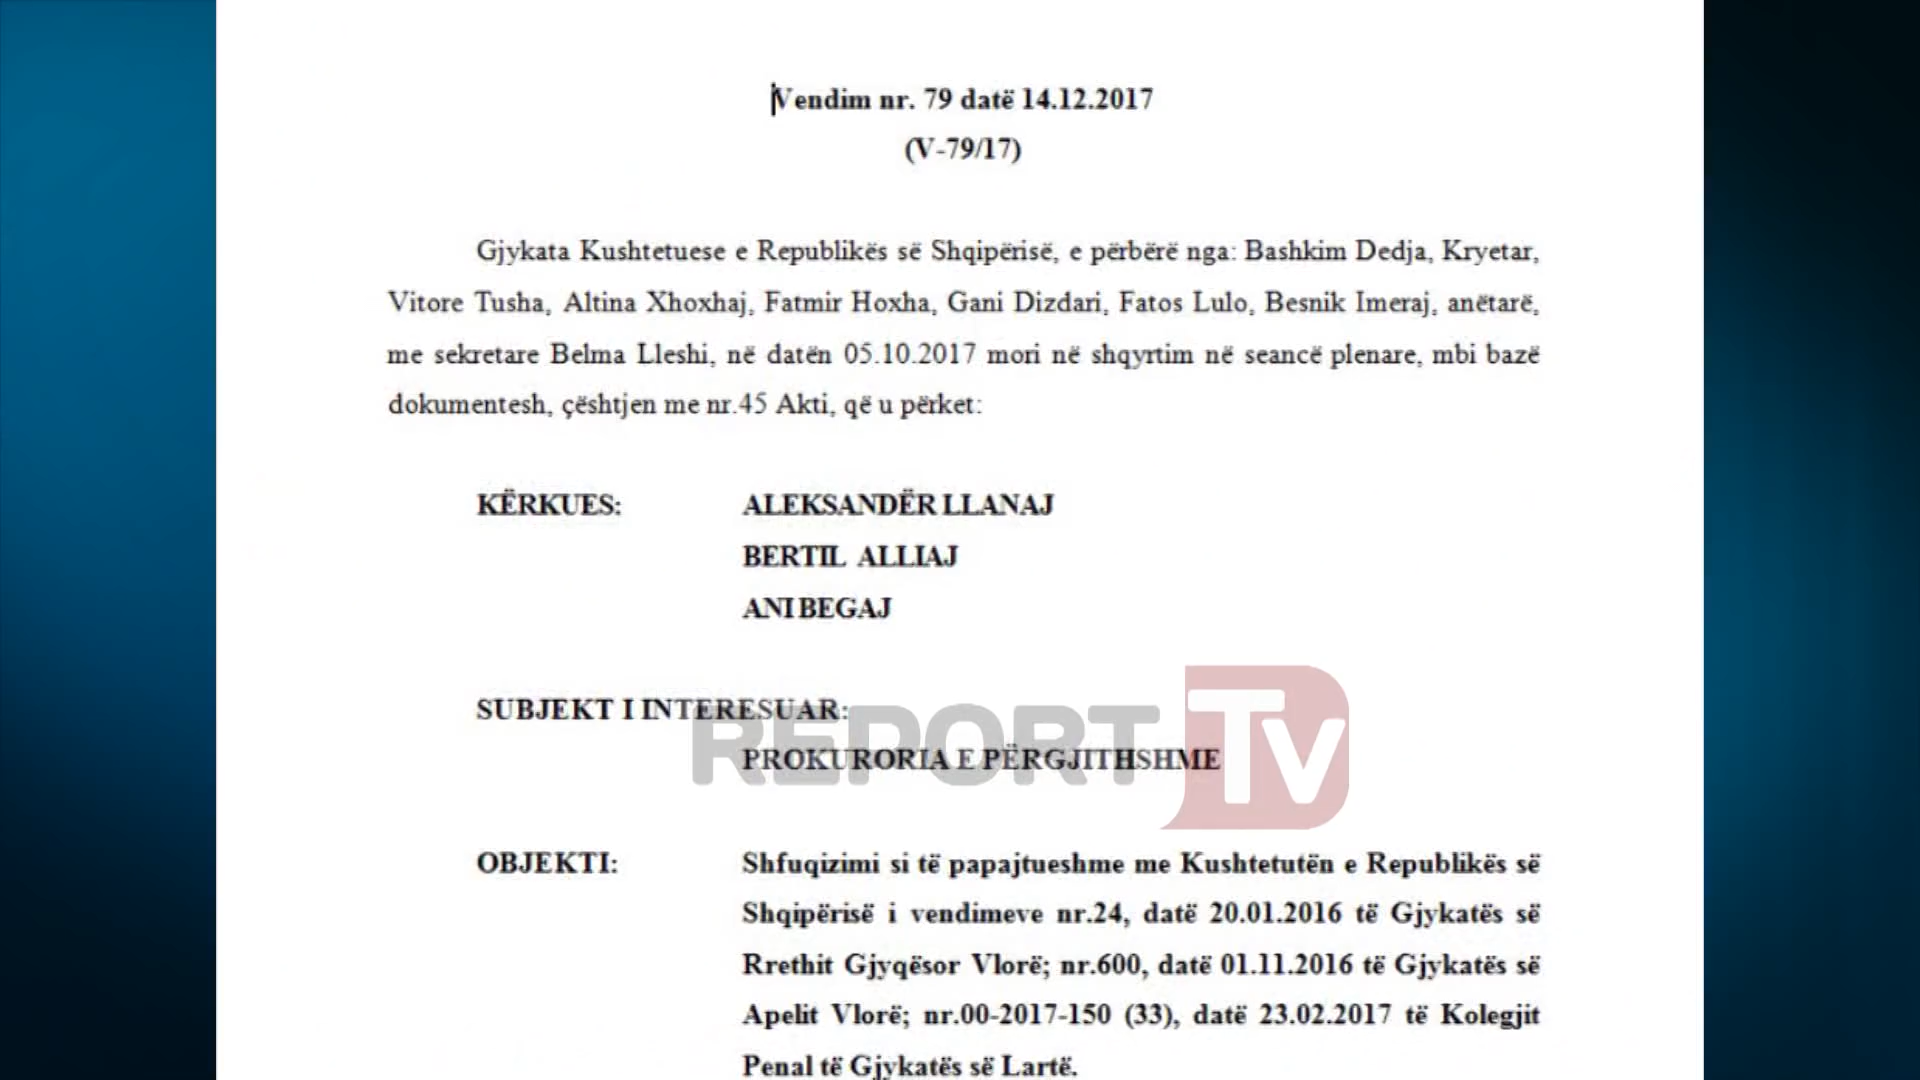 Vendim nr. 79 datë 14.12.2017
(V-79/17)
Gjykata Kushtetuese e Republikës së Shqipërisë, e përbërë nga: Bashkim Dedja, Kryetar,
Vitore Tusha, Altina Xhoxhaj, Fatmir Hoxha, Gani Dizdari, Fatos Lulo, Besnik Imeraj, anëtarë,
me sekretare Belma Lleshi, në datën 05.10.2017 mori në shqyrtim në seancë plenare, mbi bazë
dokumentesh, çështjen me nr.45 Akti, që u përket:
KËRKUES: ALEKSANDËR LLANAJ
BERTIL ALLIAJ
ANI BEGAJ
SUBJEKT I INTERESUAR:
REPORT Tv
PROKURORIA E PËRGJITHSHME
OBJEKTI: Shfuqizimi si të papajtueshme me Kushtetutën e Republikës së
Shqipërisë i vendimeve nr.24, datë 20.01.2016 të Gjykatës së
Rrethit Gjyqësor Vlorë; nr.600, datë 01.11.2016 të Gjykatës së
Apelit Vlorë; nr.00-2017-150 (33), datë 23.02.2017 të Kolegjit
Penal të Gjykatës së Lartë.